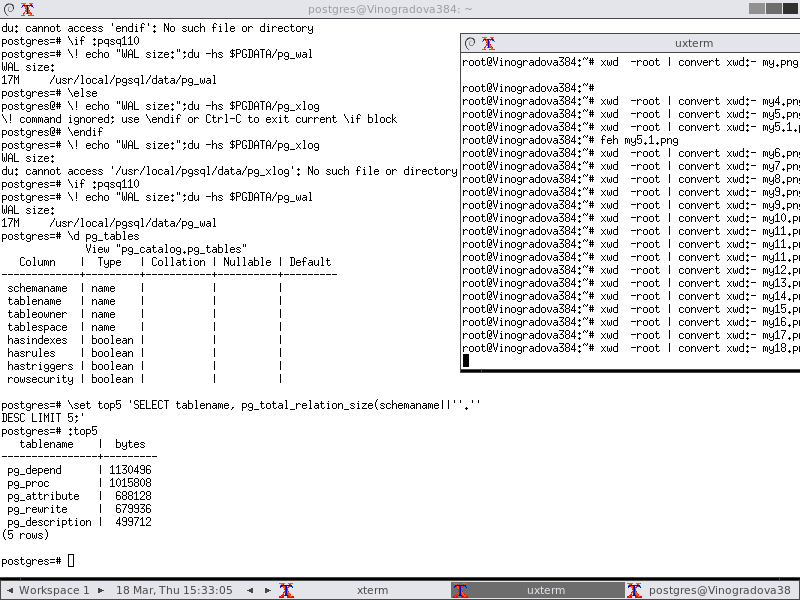 postgres@Vinogradova384: ~
du: cannot access 'endif': No such file or directory
postgres=# \if :pqsq110
postgres=# \! echo "WAL size:";du -hs $PGDATA/pg_wal
WAL size:
17M     /usr/local/pgsql/data/pg_wal
postgres=# \else
postgres@# \! echo "WAL size:";du -hs $PGDATA/pg_xlog
\! command ignored; use \endif or Ctrl-C to exit current \if block
postgres@# \endif
postgres=# \! echo "WAL size:";du -hs $PGDATA/pg_xlog
WAL size:
du: cannot access '/usr/local/pgsql/data/pg_xlog': No such file or directory
postgres=# \if :pqsq110
postgres=# \! echo "WAL size:";du -hs $PGDATA/pg_wal
WAL size:
17M     /usr/local/pgsql/data/pg_wal
postgres=# \d pg_tables
View "pg_catalog.pg_tables"
Column | Type | Collation | Nullable | Default
-------------+---------+-----------+----------+---------
schemaname | name | | |
tablename | name | | |
tableowner | name | | |
tablespace | name | | |
hasindexes | boolean | | |
hasrules | boolean | | |
hastriggers | boolean | | |
rowsecurity | boolean | | |
postgres=# \set top5 'SELECT tablename, pg_total_relation_size(schemaname||''.''
DESC LIMIT 5;'
postgres=# :top5
tablename | bytes
----------------+---------
pg_depend | 1130496
pg_proc | 1015808
pg_attribute | 688128
pg_rewrite | 679936
pg_description | 499712
(5 rows)
postgres=#
uxterm
root@Vinogradova384:~# xwd  -root | convert xwd:- my.png
root@Vinogradova384:~#
root@Vinogradova384:~# xwd  -root | convert xwd:- my4.png
root@Vinogradova384:~# xwd  -root | convert xwd:- my5.png
root@Vinogradova384:~# xwd  -root | convert xwd:- my5.1.p
root@Vinogradova384:~# feh my5.1.png
root@Vinogradova384:~# xwd  -root | convert xwd:- my6.png
root@Vinogradova384:~# xwd  -root | convert xwd:- my7.png
root@Vinogradova384:~# xwd  -root | convert xwd:- my8.png
root@Vinogradova384:~# xwd  -root | convert xwd:- my9.png
root@Vinogradova384:~# xwd  -root | convert xwd:- my9.png
root@Vinogradova384:~# xwd  -root | convert xwd:- my10.pn
root@Vinogradova384:~# xwd  -root | convert xwd:- my11.pn
root@Vinogradova384:~# xwd  -root | convert xwd:- my11.pn
root@Vinogradova384:~# xwd  -root | convert xwd:- my11.pn
root@Vinogradova384:~# xwd  -root | convert xwd:- my12.pn
root@Vinogradova384:~# xwd  -root | convert xwd:- my13.pn
root@Vinogradova384:~# xwd  -root | convert xwd:- my14.pn
root@Vinogradova384:~# xwd  -root | convert xwd:- my15.pn
root@Vinogradova384:~# xwd  -root | convert xwd:- my16.pn
root@Vinogradova384:~# xwd  -root | convert xwd:- my17.pn
root@Vinogradova384:~# xwd  -root | convert xwd:- my18.pn
Workspace 1 18 Mar, Thu 15:33:05 xterm uxterm postgres@Vinogradova38